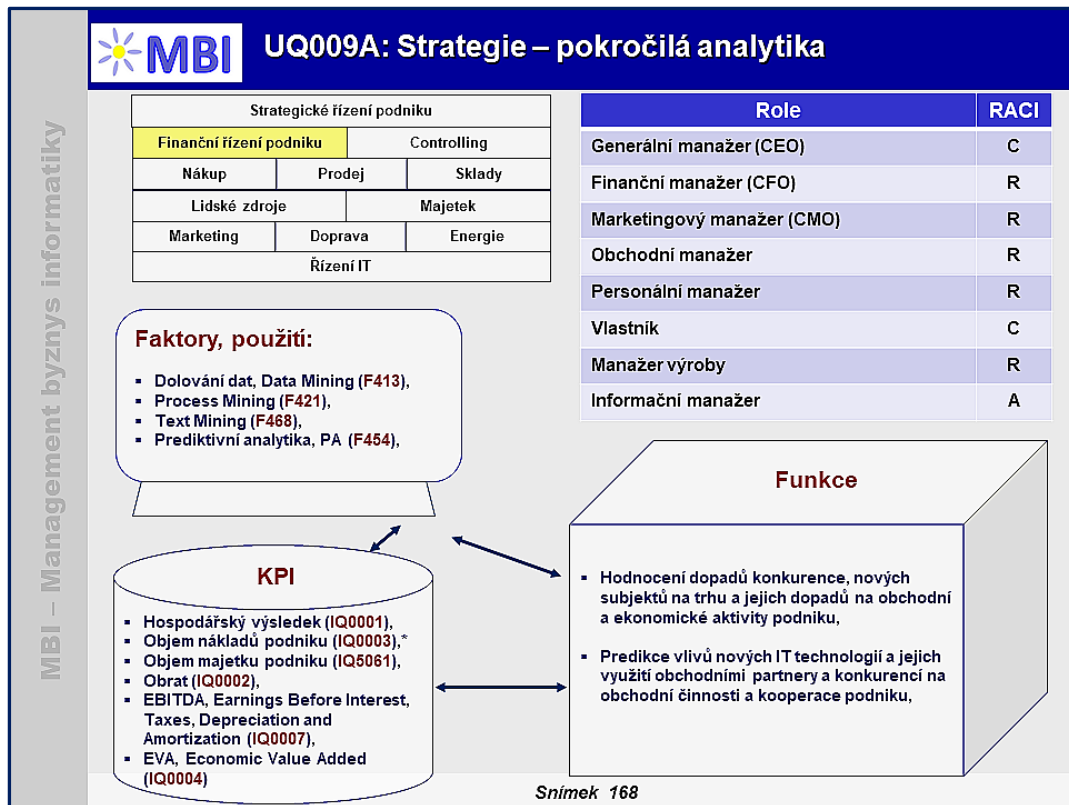 MBI – Management byznys informatiky
MBI
UQ009A: Strategie – pokročilá analytika
Strategické řízení podniku
Finanční řízení podniku
Controlling
Nákup
Prodej
Sklady
Lidské zdroje
Majetek
Marketing
Doprava
Energie
Řízení IT
Role RACI
Generální manažer (CEO) C
Finanční manažer (CFO) R
Marketingový manažer (CMO) R
Obchodní manažer R
Personální manažer R
Vlastník C
Manažer výroby R
Informační manažer A
Faktory, použití:
▪ Dolování dat, Data Mining (F413),
▪ Process Mining (F421),
▪ Text Mining (F468),
▪ Prediktivní analytika, PA (F454),
KPI
▪ Hospodářský výsledek (IQ0001),
▪ Objem nákladů podniku (IQ0003),*
▪ Objem majetku podniku (IQ5061),
▪ Obrat (IQ0002),
▪ EBITDA, Earnings Before Interest,
Taxes, Depreciation and
Amortization (IQ0007),
▪ EVA, Economic Value Added
(IQ0004)
Funkce
▪ Hodnocení dopadů konkurence, nových
subjektů na trhu a jejich dopadů na obchodní
a ekonomické aktivity podniku,
▪ Predikce vlivů nových IT technologií a jejich
využití obchodními partnery a konkurencí na
obchodní činnosti a kooperace podniku,
Snímek 168